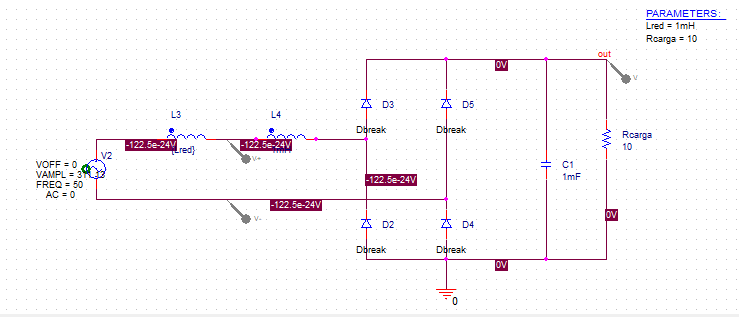 PARAMETERS:
Lred = 1mH
Rcarga = 10
out
0V
V
L3
L4
D3
D5
Dbreak
Dbreak
Rcarga
10
-122.5e-24V
-122.5e-24V
{Lred}
V+
V2
VOFF = 0
FREQ = 50
AC = 0
C1
1mF
-122.5e-24V
-122.5e-24V
V-
0V
D2
D4
Dbreak
Dbreak
0V
0